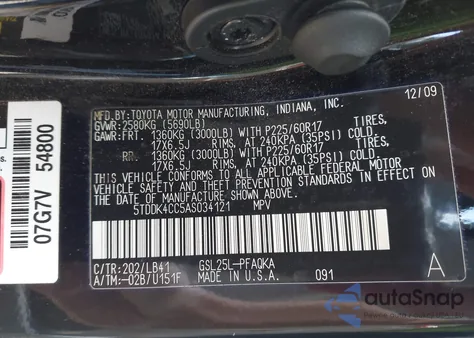 07G7V 54800
MFD.BY:TOYOTA MOTOR MANUFACTURING, INDIANA, INC. 12/09
GVWR:2580KG (5690LB)
GAWR:FRT. 1360KG (3000LB) WITH P225/60R17 TIRES,
17X6.5J RIMS, AT 240KPA (35PSI) COLD.
RR. 1360KG (3000LB) WITH P225/60R17 TIRES,
17X6.5J RIMS, AT 240KPA (35PSI) COLD.
THIS VEHICLE CONFORMS TO ALL APPLICABLE FEDERAL MOTOR
VEHICLE SAFETY, BUMPER, AND THEFT PREVENTION STANDARDS IN EFFECT ON
THE DATE OF MANUFACTURE SHOWN ABOVE.
5TDDK4CC5AS034121 MPV
C/TR:202/LB41 GSL25L-PFAQKA A
A/TM:-02B/U151F MADE IN U.S.A. 091
autoSnap